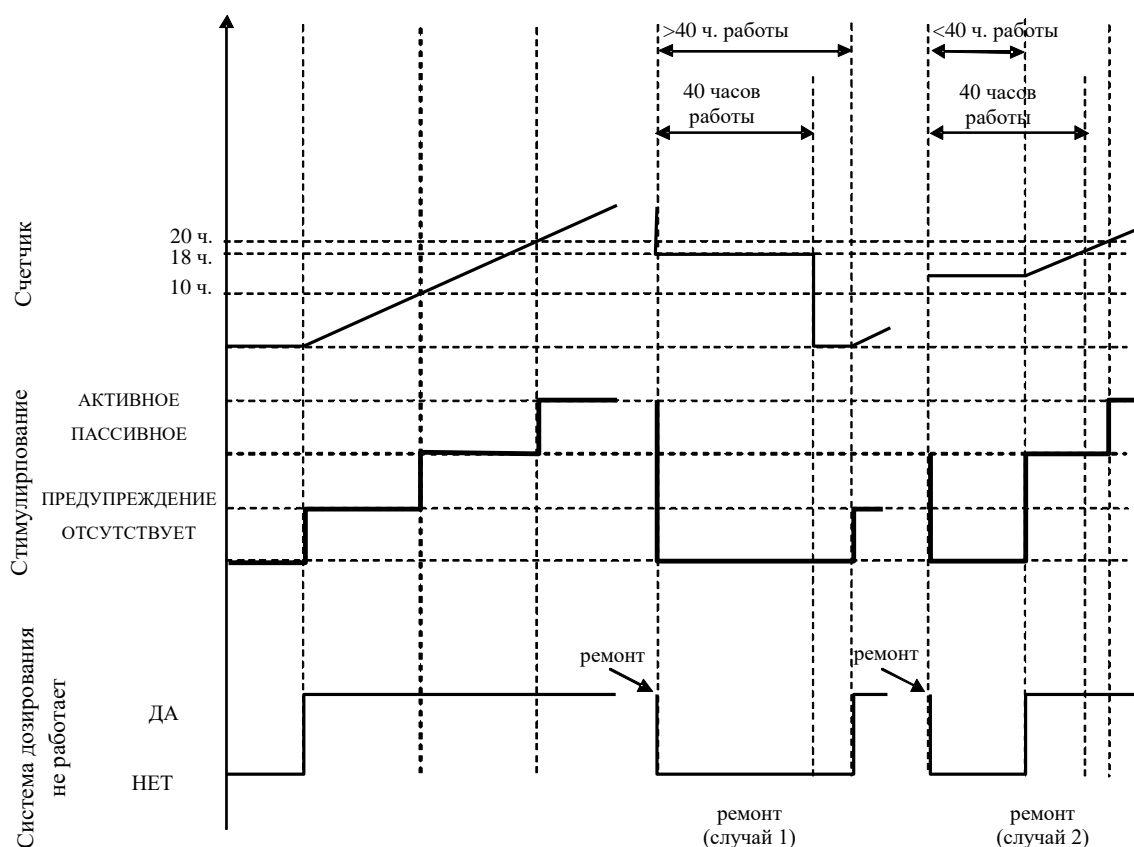 >40 ч. работы
<40 ч. работы
40 часов
работы
40 часов
работы
Счетчик
20 ч.
18 ч.
10 ч.
Стимулирпование
АКТИВНОЕ
ПАССИВНОЕ
ПРЕДУПРЕЖДЕНИЕ
ОТСУТСТВУЕТ
Система дозирования
не работает
ремонт
ремонт
ДА
НЕТ
ремонт
(случай 1)
ремонт
(случай 2)